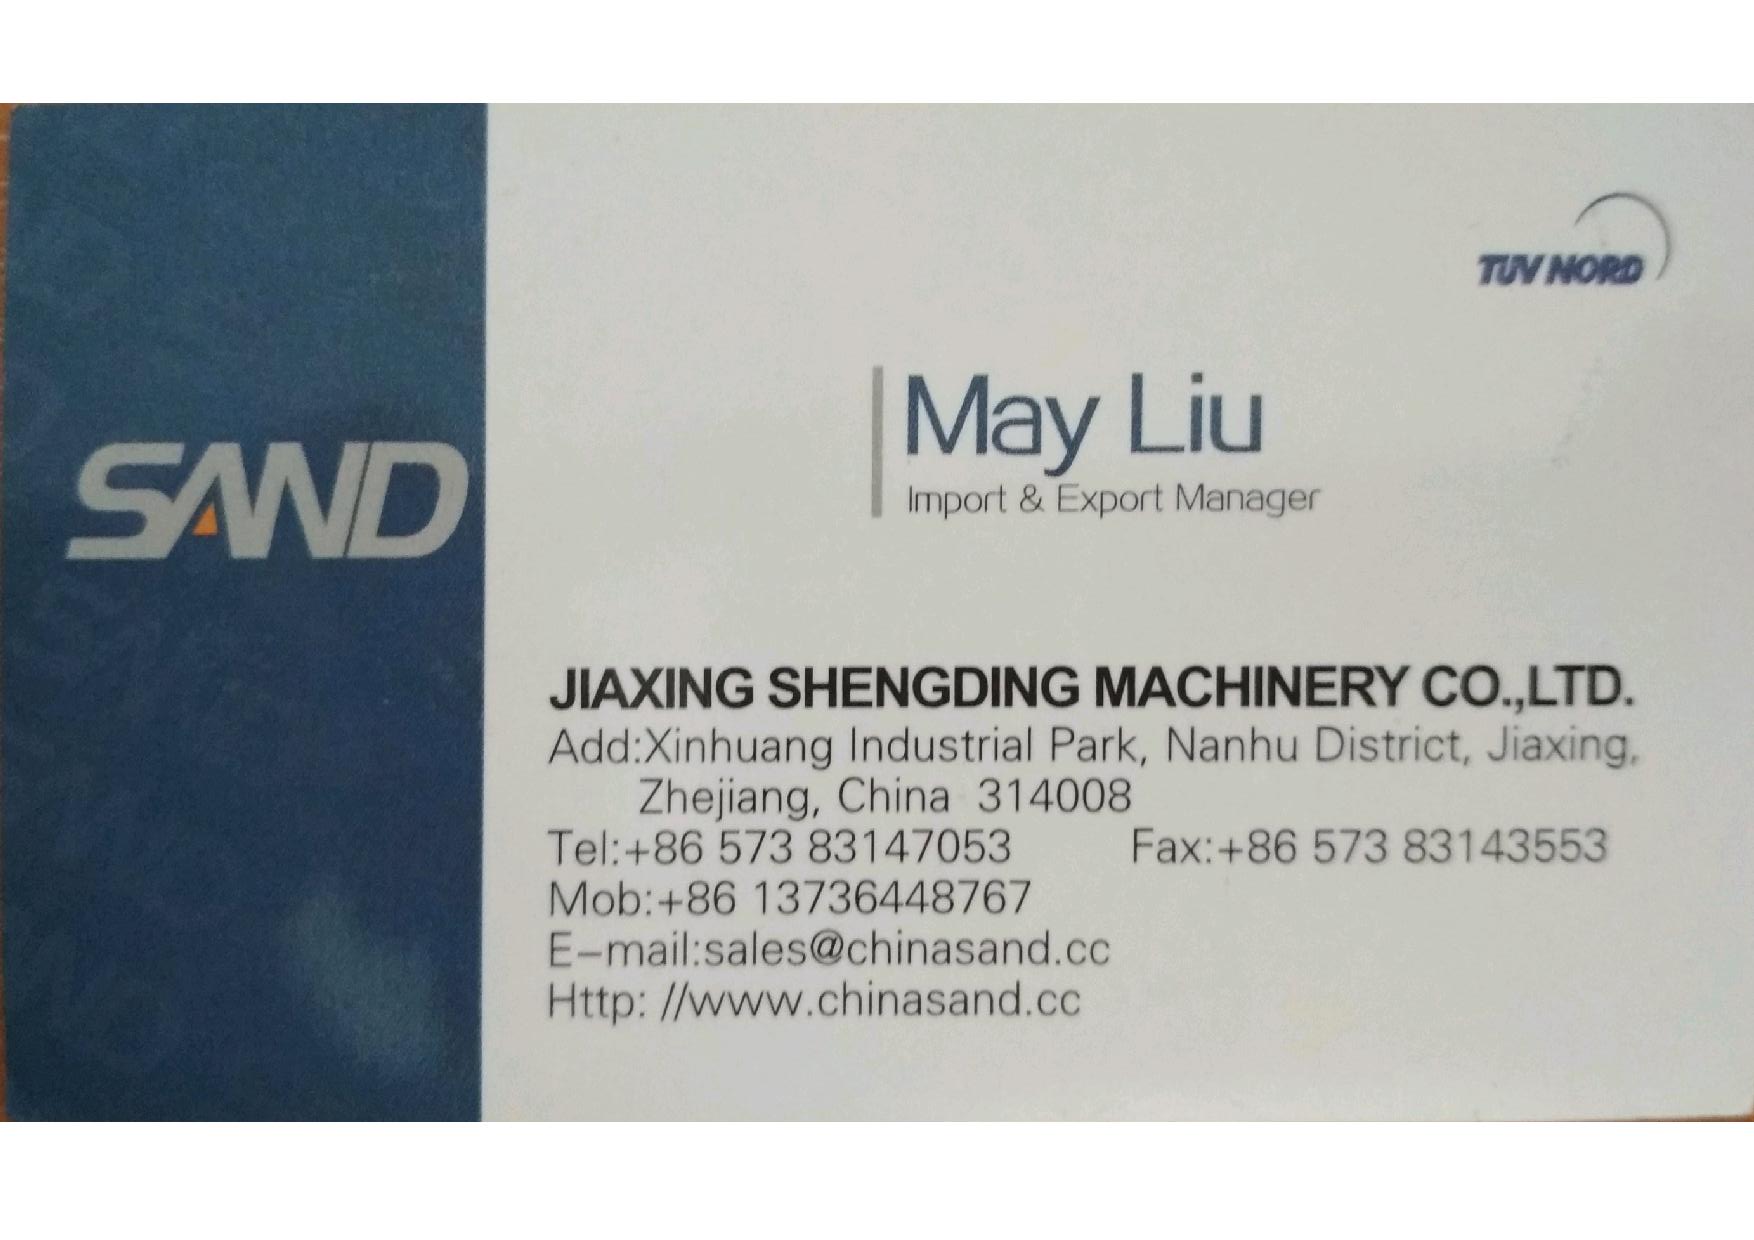 SAND
TUV NORD
May Liu
Import & Export Manager
JIAXING SHENGDING MACHINERY CO.,LTD.
Add:Xinhuang Industrial Park, Nanhu District, Jiaxing,
Zhejiang, China 314008
Tel:+86 573 83147053 Fax:+86 573 83143553
Mob:+86 13736448767
E-mail:sales@chinasand.cc
Http: //www.chinasand.cc